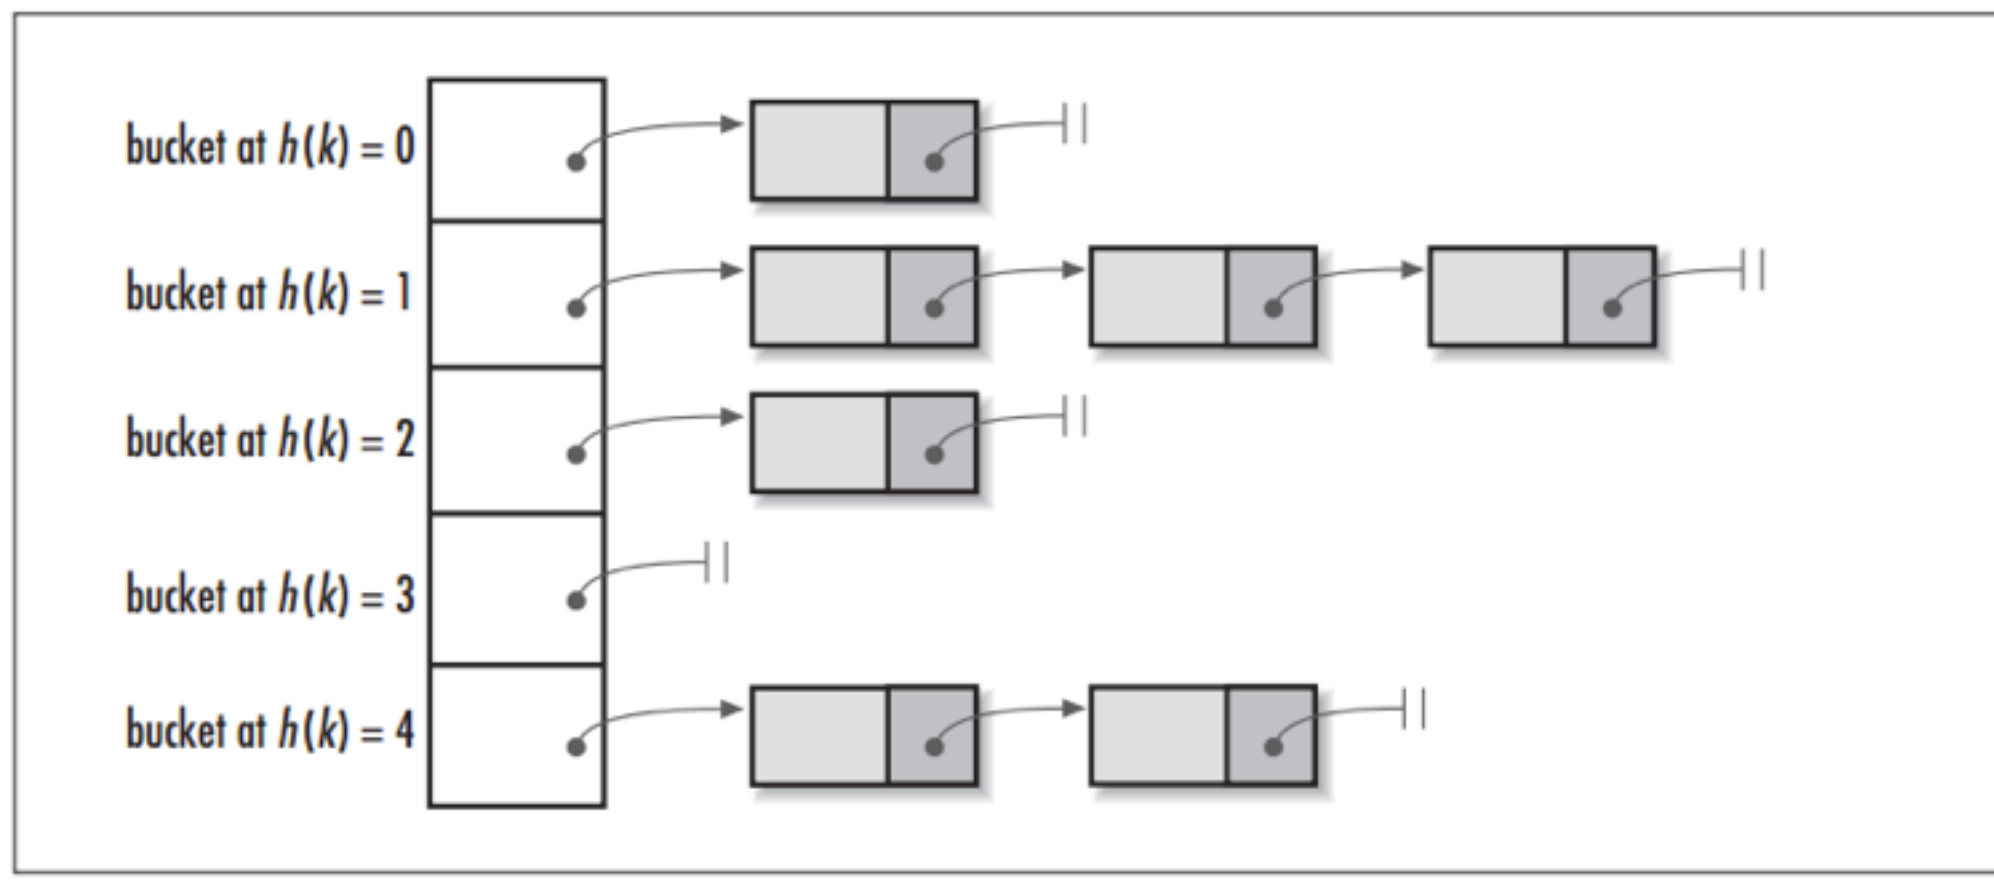 bucket at h(k) = 0
bucket at h(k) = 1
bucket at h(k) = 2
bucket at h(k) = 3
bucket at h(k) = 4